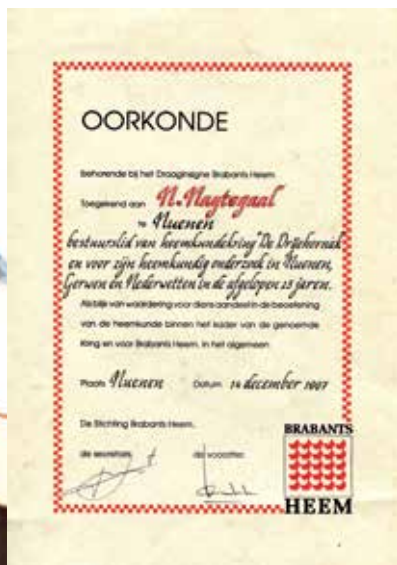 OORKONDE
Behorende bij het Draaginsigne Brabants Heem
Toegekend aan N. Nagtegaal
te Nuenen
bestuurslid van heemkundekring "De Drijehornick"
en voor zijn heemkundig onderzoek in Nuenen,
Gerwen en Nederwetten in de afgelopen 15 jaren.
Als blijk van waardering voor diens aandeel in de beoefening
van de heemkunde binnen het kader van de genoemde
Kring en voor Brabants Heem, in het algemeen
Plaats Nuenen Datum 14 december 1997
De Stichting Brabants Heem,
de secretaris, de voorzitter,
BRABANTS
HEEM